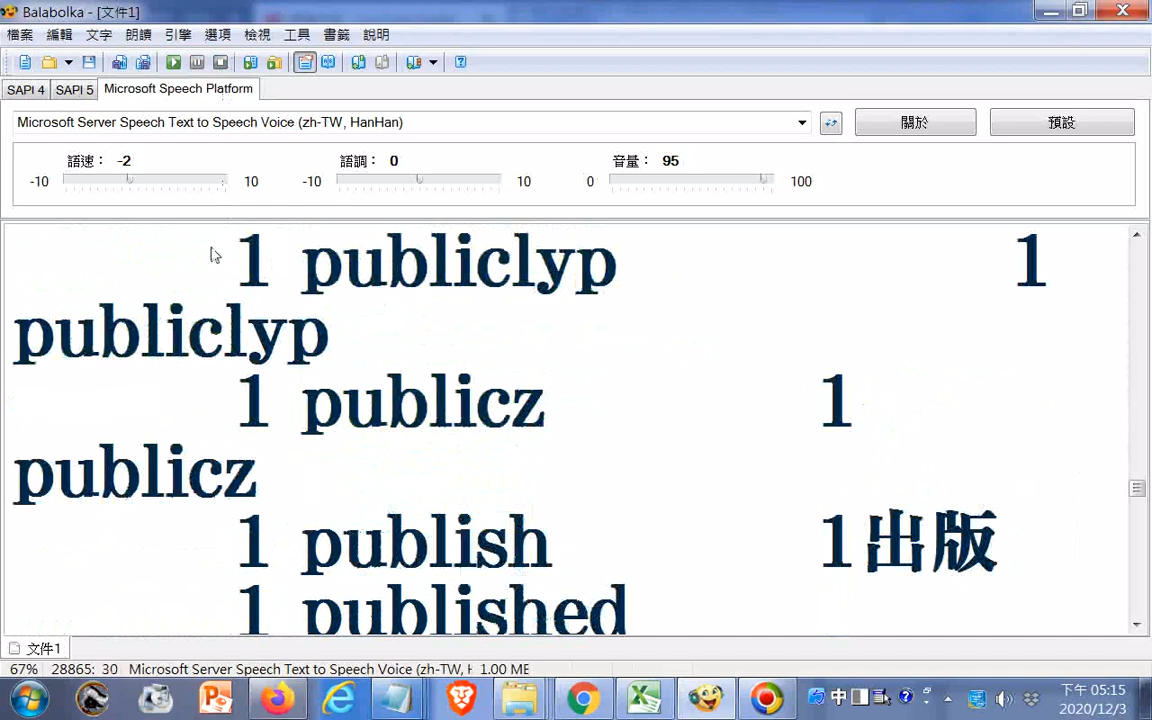 Balabolka - [文件1]
檔案 編輯 文字 朗讀 引擎 選項 檢視 工具 書籤 說明
SAPI 4 SAPI 5 Microsoft Speech Platform
Microsoft Server Speech Text to Speech Voice (zh-TW, HanHan) 關於 預設
語速： -2 語調： 0 音量： 95
-10 10 -10 10 0 100
1 publiclyp 1
publiclyp
1 publicz 1
publicz
1 publish 1出版
1 published
文件1
67% 28865: 30 Microsoft Server Speech Text to Speech Voice (zh-TW, H 1.00 ME
中 下午 05:15
2020/12/3